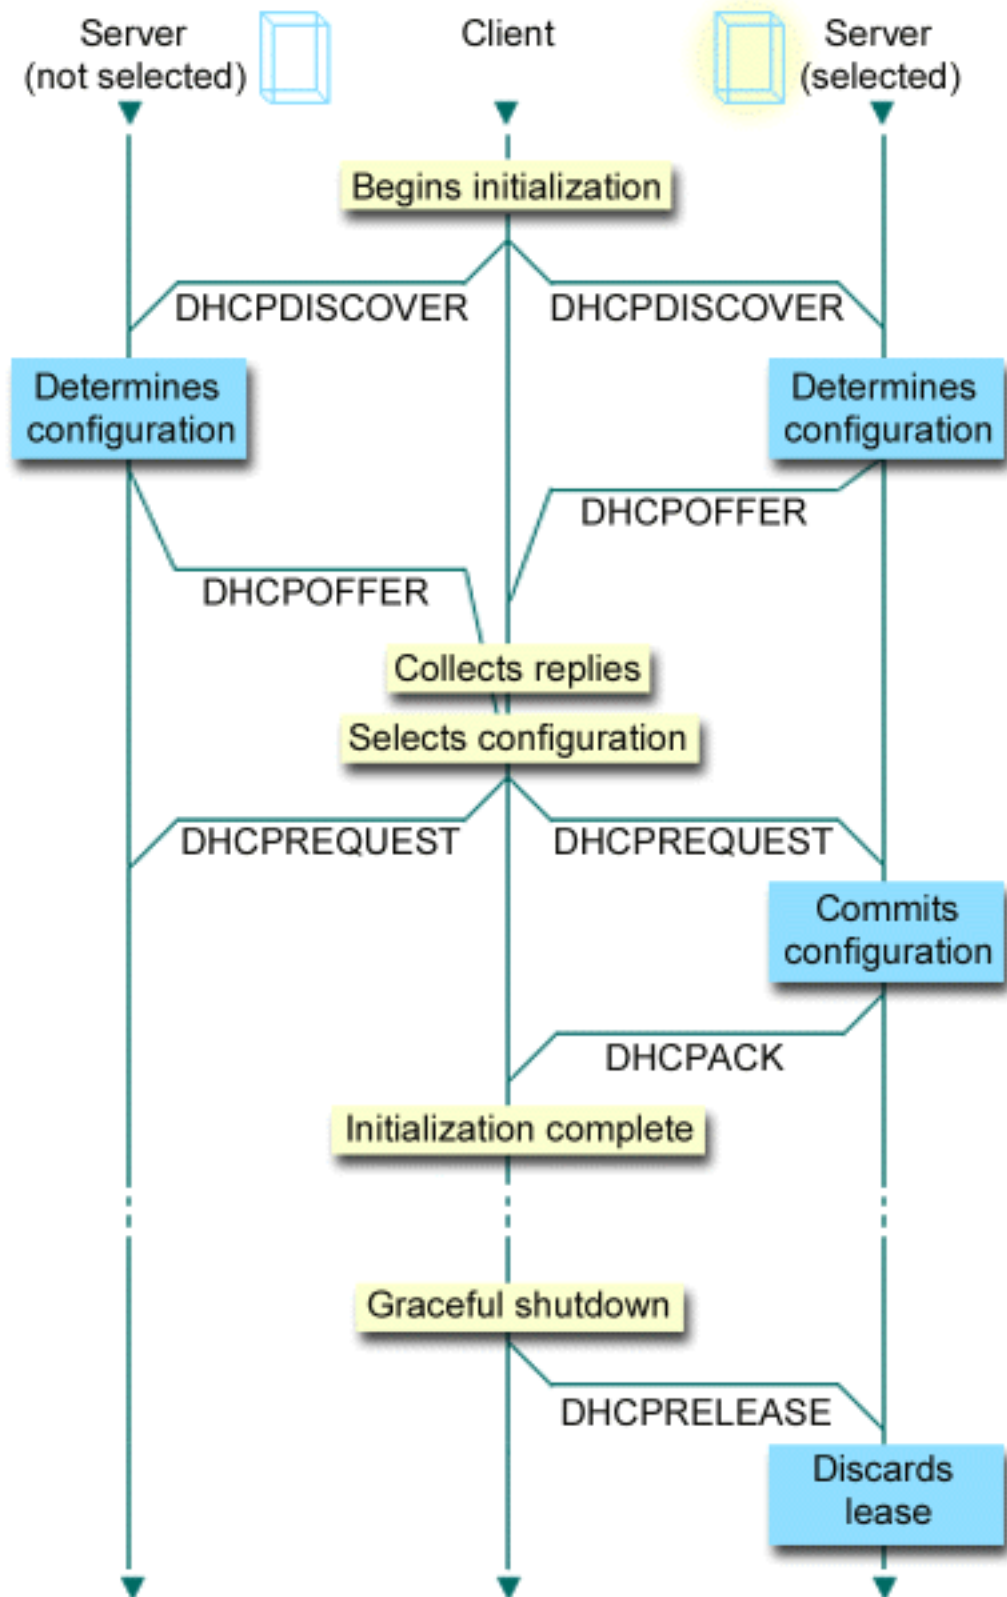 Server
(not selected)
Client
Server
(selected)
Begins initialization
DHCPDISCOVER
DHCPDISCOVER
Determines
configuration
Determines
configuration
DHCPOFFER
DHCPOFFER
Collects replies
Selects configuration
DHCPREQUEST
DHCPREQUEST
Commits
configuration
DHCPACK
Initialization complete
Graceful shutdown
DHCPRELEASE
Discards
lease